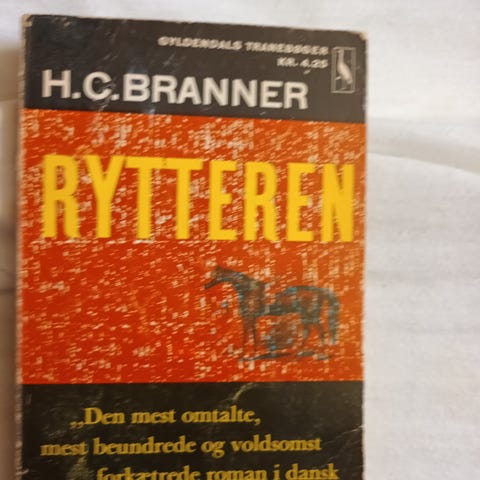 GYLDENDALS TRANEBØGER
KR. 4.25
H.C.BRANNER
RYTTEREN
„Den mest omtalte,
mest beundrede og voldsomst
forkætrede roman i dansk